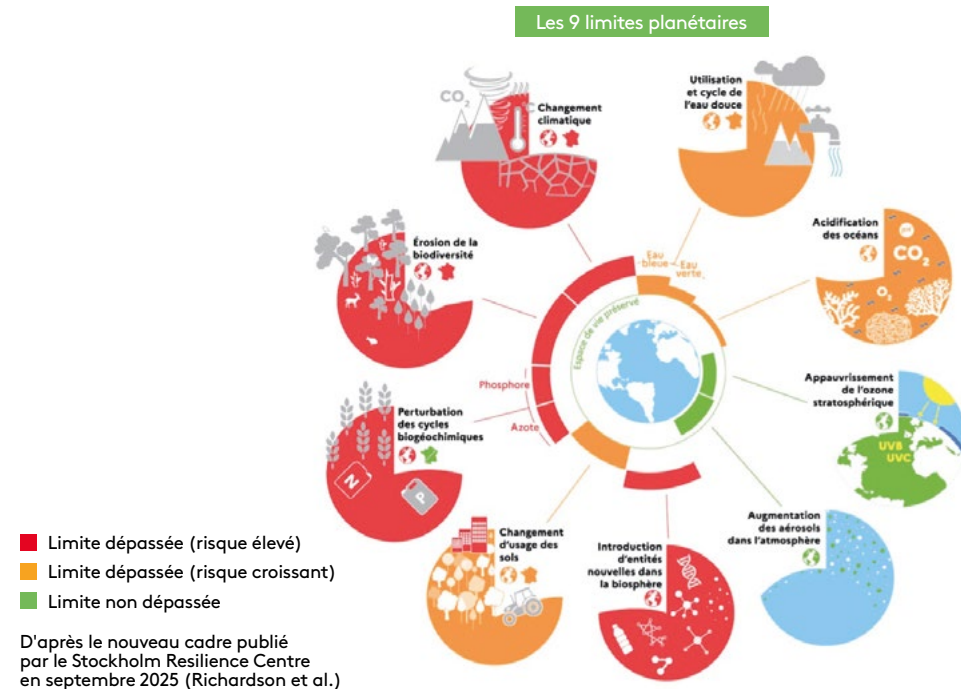 Les 9 limites planétaires
CO2
°C
Changement
climatique
Utilisation
et cycle de
l'eau douce
Acidification
des océans
CO2
O2
Érosion de la
biodiversité
Eau
bleue
Eau
verte
Espace de vie préservé
Phosphore
Azote
Perturbation
des cycles
biogéochimiques
N
P
Appauvrissement
de l'ozone
stratosphérique
UVB
UVC
Augmentation
des aérosols
dans l'atmosphère
Changement
d'usage des
sols
Introduction
d'entités
nouvelles dans
la biosphère
Limite dépassée (risque élevé)
Limite dépassée (risque croissant)
Limite non dépassée
D'après le nouveau cadre publié
par le Stockholm Resilience Centre
en septembre 2025 (Richardson et al.)